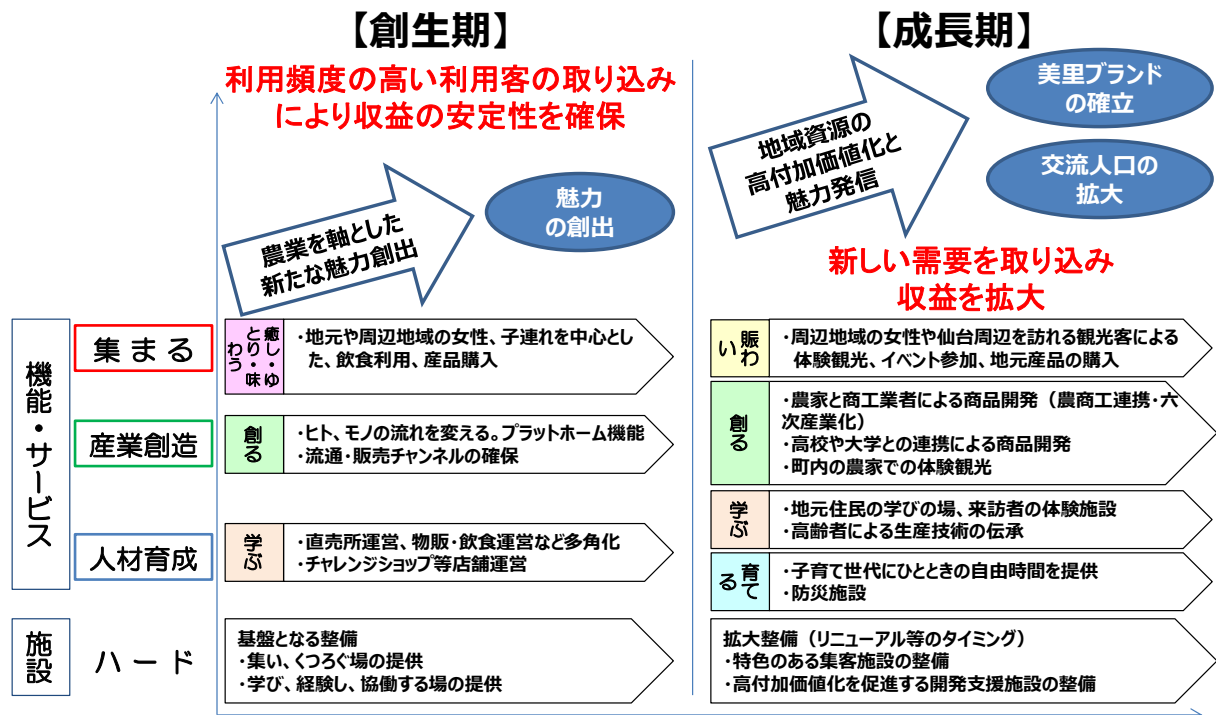 【創生期】
利用頻度の高い利用客の取り込み
により収益の安定性を確保
農業を軸とした
新たな魅力創出
魅力
の創出
【成長期】
地域資源の
高付加価値化と
魅力発信
美里ブランド
の確立
交流人口の
拡大
新しい需要を取り込み
収益を拡大
機能・サービス
集まる
癒し・ゆ
とり・味
わう
・地元や周辺地域の女性、子連れを中心とし
た、飲食利用、産品購入
賑わ
い
・周辺地域の女性や仙台周辺を訪れる観光客による
体験観光、イベント参加、地元産品の購入
産業創造
創る
・ヒト、モノの流れを変える。プラットホーム機能
・流通・販売チャンネルの確保
創る
・農家と商工業者による商品開発（農商工連携・六
次産業化）
・高校や大学との連携による商品開発
・町内の農家での体験観光
人材育成
学ぶ
・直売所運営、物販・飲食運営など多角化
・チャレンジショップ等店舗運営
学ぶ
・地元住民の学びの場、来訪者の体験施設
・高齢者による生産技術の伝承
育て
る
・子育て世代にひとときの自由時間を提供
・防災施設
施設
ハード
基盤となる整備
・集い、くつろぐ場の提供
・学び、経験し、協働する場の提供
拡大整備（リニューアル等のタイミング）
・特色のある集客施設の整備
・高付加価値化を促進する開発支援施設の整備